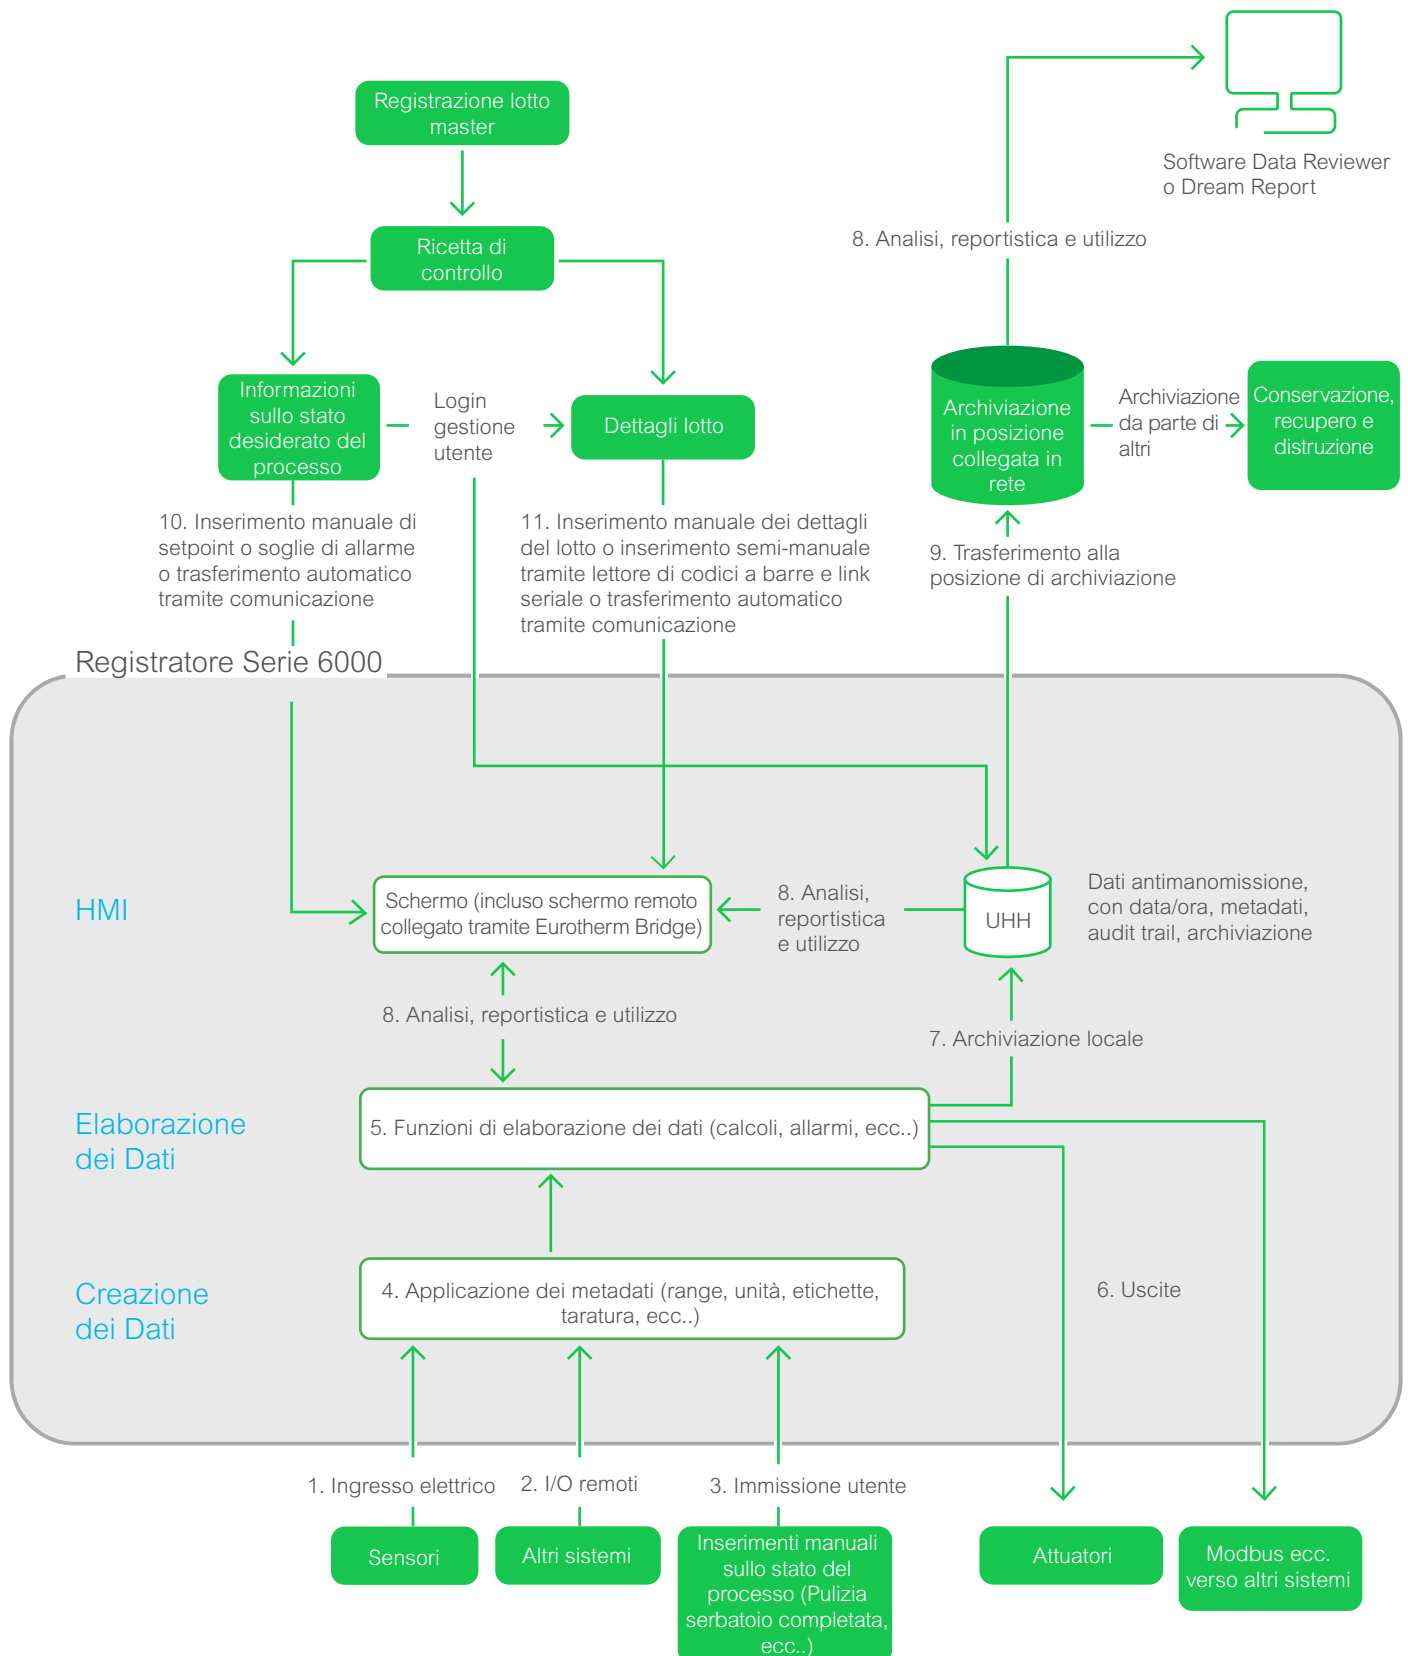 Registrazione lotto
master
Software Data Reviewer
o Dream Report
8. Analisi, reportistica e utilizzo
Ricetta di
controllo
Informazioni
sullo stato
desiderato del
processo
Login
gestione
utente
Dettagli lotto
Archiviazione
in posizione
collegata in
rete
Archiviazione
da parte di
altri
Conservazione,
recupero e
distruzione
10. Inserimento manuale di
setpoint o soglie di allarme
o trasferimento automatico
tramite comunicazione
11. Inserimento manuale dei dettagli
del lotto o inserimento semi-manuale
tramite lettore di codici a barre e link
seriale o trasferimento automatico
tramite comunicazione
9. Trasferimento alla
posizione di archiviazione
Registratore Serie 6000
HMI
Schermo (incluso schermo remoto
collegato tramite Eurotherm Bridge)
8. Analisi,
reportistica
e utilizzo
UHH
Dati antimanomissione,
con data/ora, metadati,
audit trail, archiviazione
8. Analisi, reportistica e utilizzo
7. Archiviazione locale
Elaborazione
dei Dati
5. Funzioni di elaborazione dei dati (calcoli, allarmi, ecc..)
Creazione
dei Dati
4. Applicazione dei metadati (range, unità, etichette,
taratura, ecc..)
6. Uscite
1. Ingresso elettrico
2. I/O remoti
3. Immissione utente
Sensori
Altri sistemi
Inserimenti manuali
sullo stato del
processo (Pulizia
serbatoio completata,
ecc..)
Attuatori
Modbus ecc.
verso altri sistemi